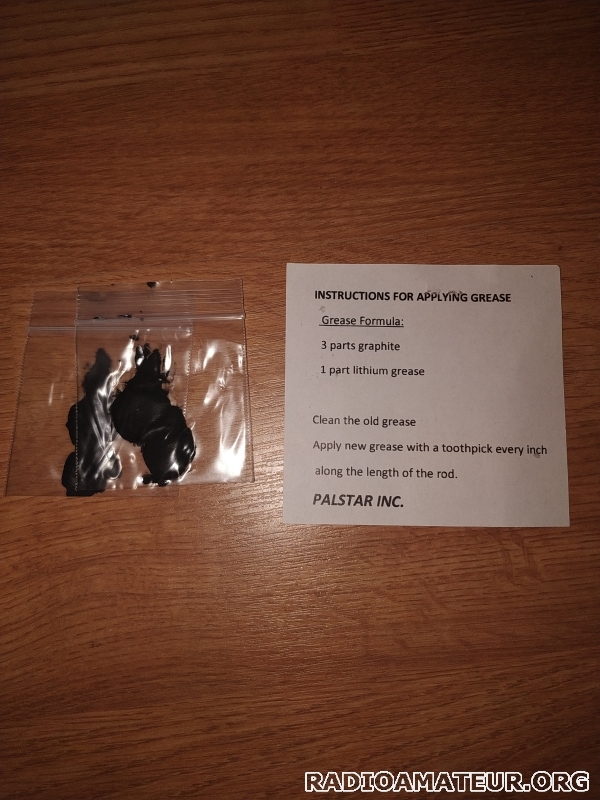 INSTRUCTIONS FOR APPLYING GREASE
Grease Formula:
3 parts graphite
1 part lithium grease
Clean the old grease
Apply new grease with a toothpick every inch
along the length of the rod.
PALSTAR INC.
RADIOAMATEUR.ORG